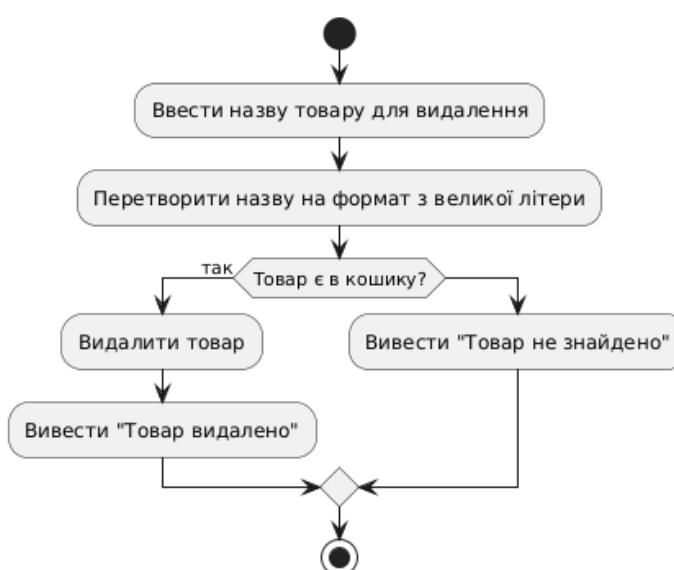 Ввести назву товару для видалення
Перетворити назву на формат з великої літери
так
Товар є в кошику?
Видалити товар
Вивести "Товар не знайдено"
Вивести "Товар видалено"